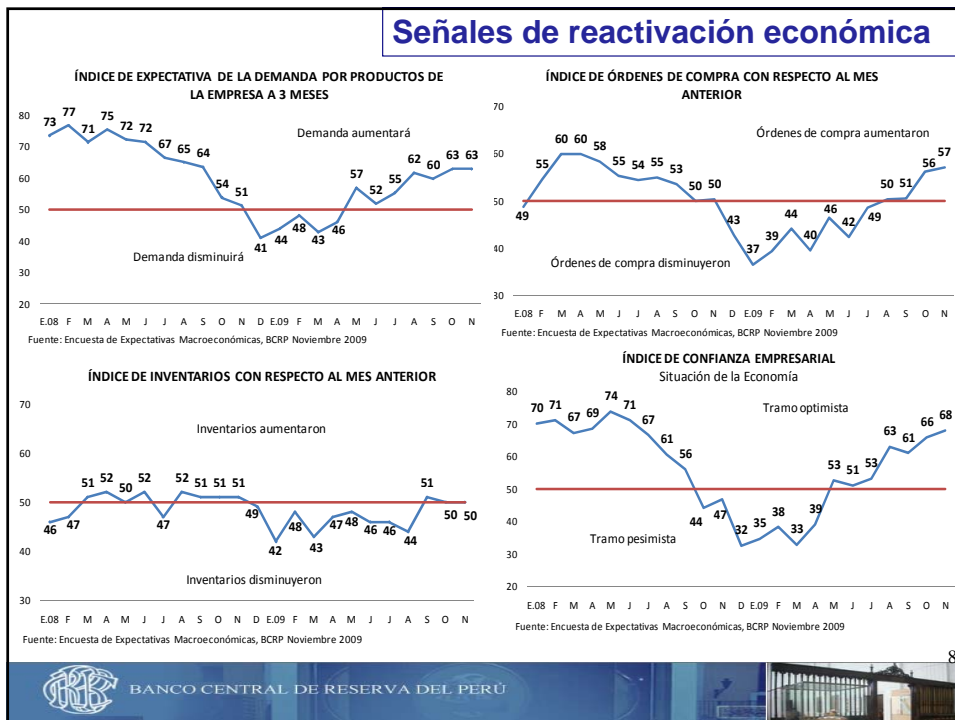 Señales de reactivación económica
ÍNDICE DE EXPECTATIVA DE LA DEMANDA POR PRODUCTOS DE
LA EMPRESA A 3 MESES
80
70
60
50
40
30
20
73 77 71 75 72 72 67 65 64 54 51 41 44 48 43 46 57 52 55 62 60 63 63
Demanda aumentará
Demanda disminuirá
E.08 F M A M J J A S O N D E.09 F M A M J J A S O N
Fuente: Encuesta de Expectativas Macroeconómicas, BCRP Noviembre 2009
ÍNDICE DE ÓRDENES DE COMPRA CON RESPECTO AL MES
ANTERIOR
70
60
50
40
30
49 55 60 60 58 55 54 55 53 50 50 43 37 39 44 40 46 42 49 50 51 56 57
Órdenes de compra aumentaron
Órdenes de compra disminuyeron
E.08 F M A M J J A S O N D E.09 F M A M J J A S O N
Fuente: Encuesta de Expectativas Macroeconómicas, BCRP Noviembre 2009
ÍNDICE DE INVENTARIOS CON RESPECTO AL MES ANTERIOR
70
60
50
40
30
46 47 51 52 50 52 47 52 51 51 51 49 42 48 43 47 48 46 46 44 51 50 50
Inventarios aumentaron
Inventarios disminuyeron
E.08 F M A M J J A S O N D E.09 F M A M J J A S O N
Fuente: Encuesta de Expectativas Macroeconómicas, BCRP Noviembre 2009
ÍNDICE DE CONFIANZA EMPRESARIAL
Situación de la Economía
80
70
60
50
40
30
20
70 71 67 69 74 71 67 61 56 44 47 32 35 38 33 39 53 51 53 63 61 66 68
Tramo optimista
Tramo pesimista
E.08 F M A M J J A S O N D E.09 F M A M J J A S O N
Fuente: Encuesta de Expectativas Macroeconómicas, BCRP Noviembre 2009
8
BANCO CENTRAL DE RESERVA DEL PERÚ